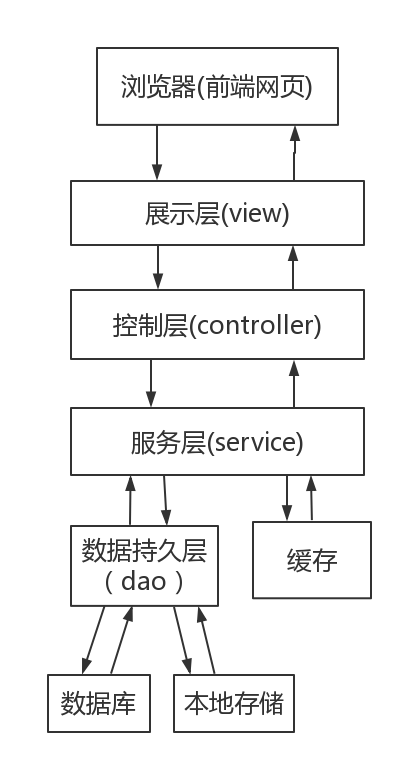 浏览器(前端网页)
展示层(view)
控制层(controller)
服务层(service)
数据持久层
（dao）
缓存
数据库
本地存储